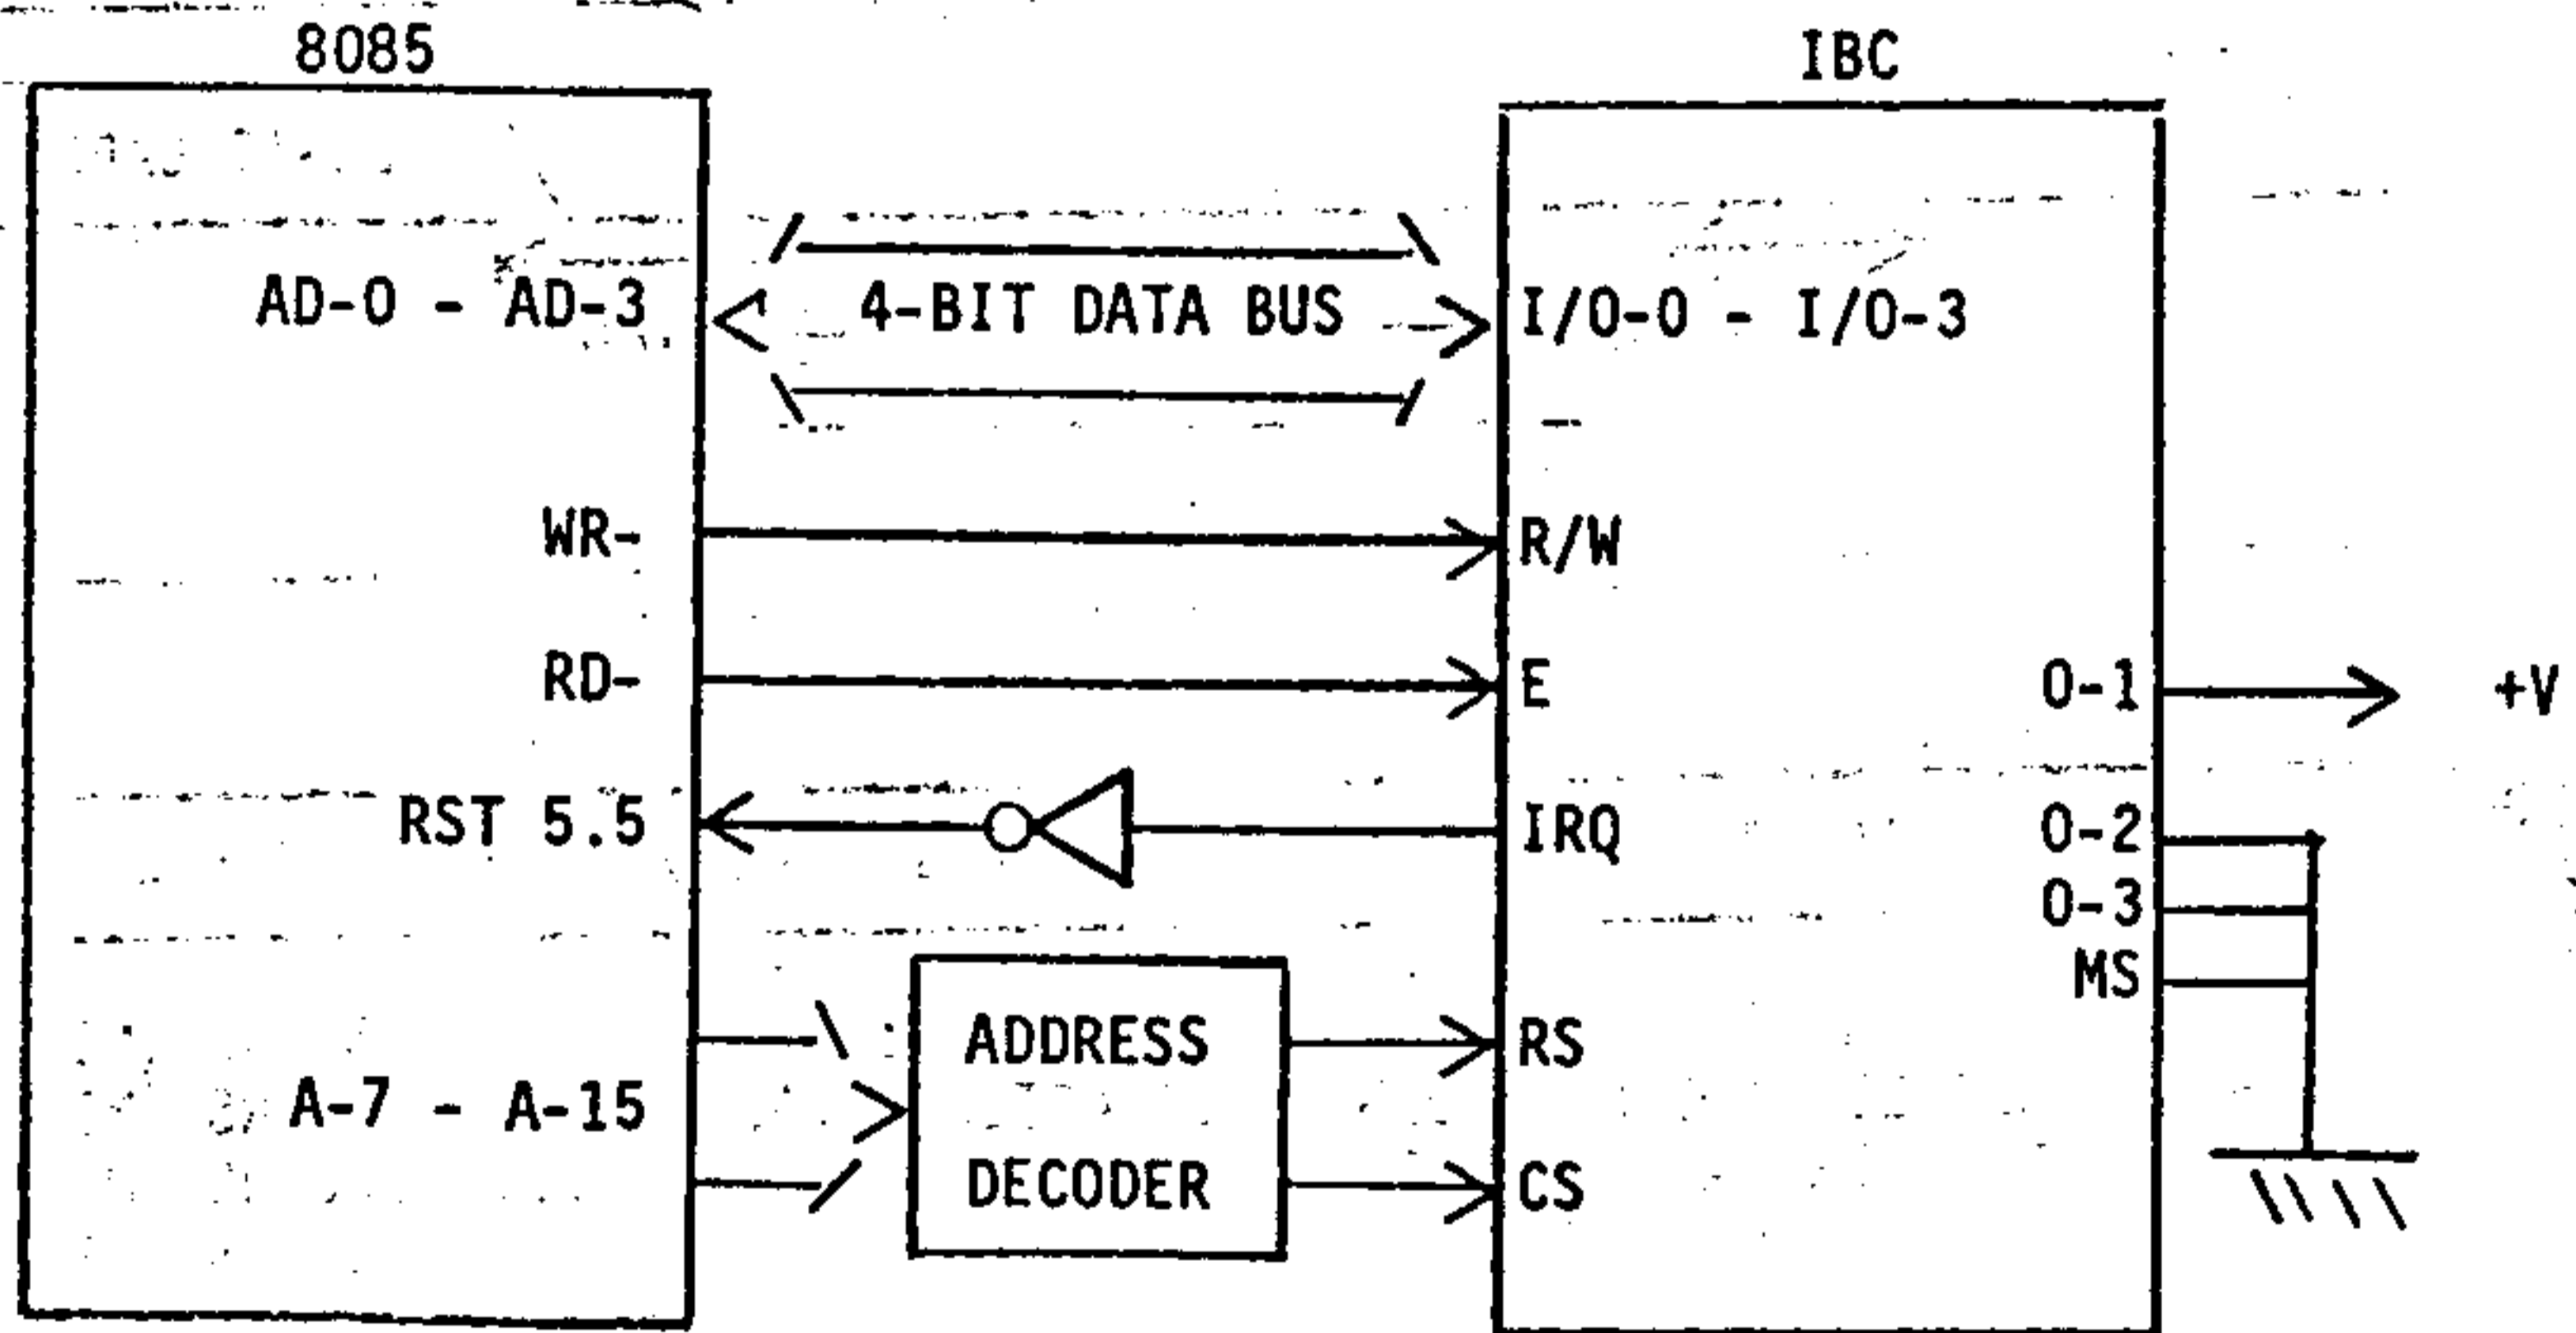 8085 IBC
AD-0 - AD-3 4-BIT DATA BUS I/O-0 - I/O-3
WR- R/W
RD- E O-1 +V
RST 5.5 IRQ O-2
O-3
MS
ADDRESS RS
A-7 - A-15
DECODER CS